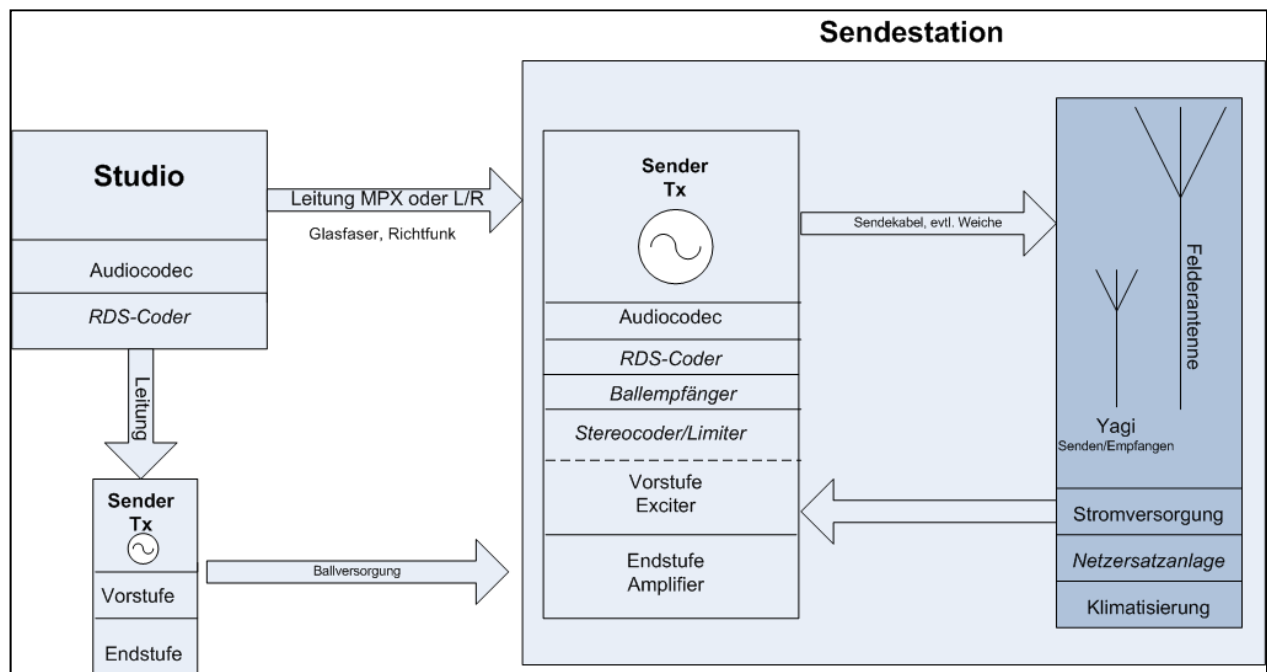 Sendestation
Studio
Audiocodec
RDS-Coder
Leitung MPX oder L/R
Glasfaser, Richtfunk
Leitung
Sender
Tx
Vorstufe
Endstufe
Ballversorgung
Sender
Tx
Audiocodec
RDS-Coder
Ballempfänger
Stereocoder/Limiter
Vorstufe
Exciter
Endstufe
Amplifier
Sendekabel, evtl. Weiche
Felderantenne
Yagi
Senden/Empfangen
Stromversorgung
Netzersatzanlage
Klimatisierung